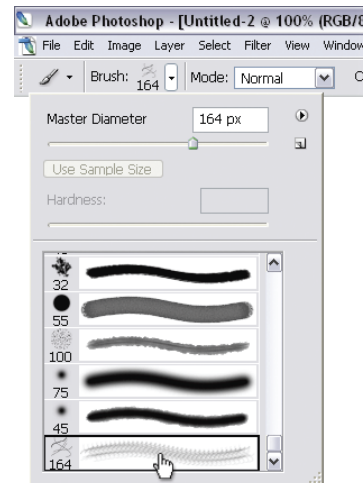 Adobe Photoshop - [Untitled-2 @ 100% (RGB/8
File Edit Image Layer Select Filter View Window
Brush: 164 Mode: Normal
Master Diameter 164 px
Use Sample Size
Hardness:
32
55
100
75
45
164